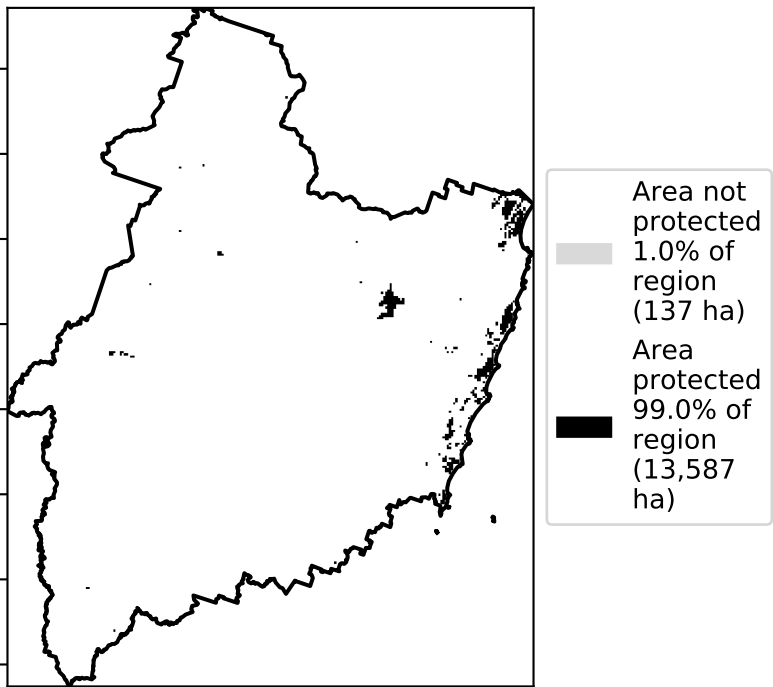 Area not
protected
1.0% of
region
(137 ha)
Area
protected
99.0% of
region
(13,587
ha)